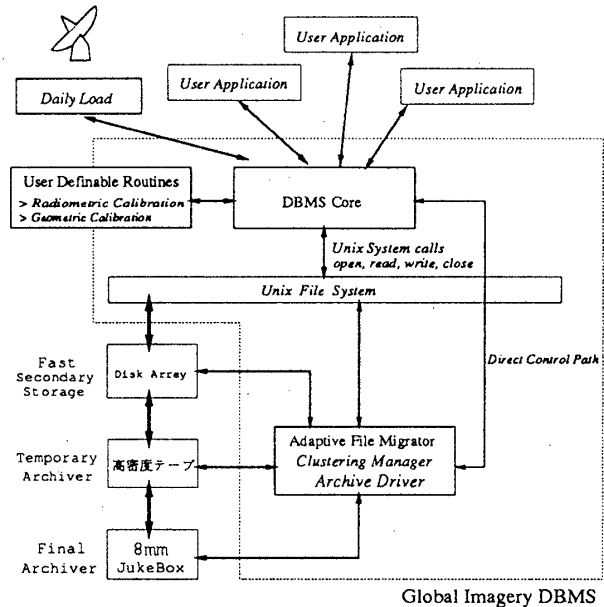 User Application
User Application
User Application
Daily Load
User Definable Routines
> Radiometric Calibration
> Geometric Calibration
DBMS Core
Unix System calls
open, read, write, close
Unix File System
Direct Control Path
Fast
Secondary
Storage
Disk Array
Temporary
Archiver
高密度テープ
Adaptive File Migrator
Clustering Manager
Archive Driver
Final
Archiver
8mm
JukeBox
Global Imagery DBMS